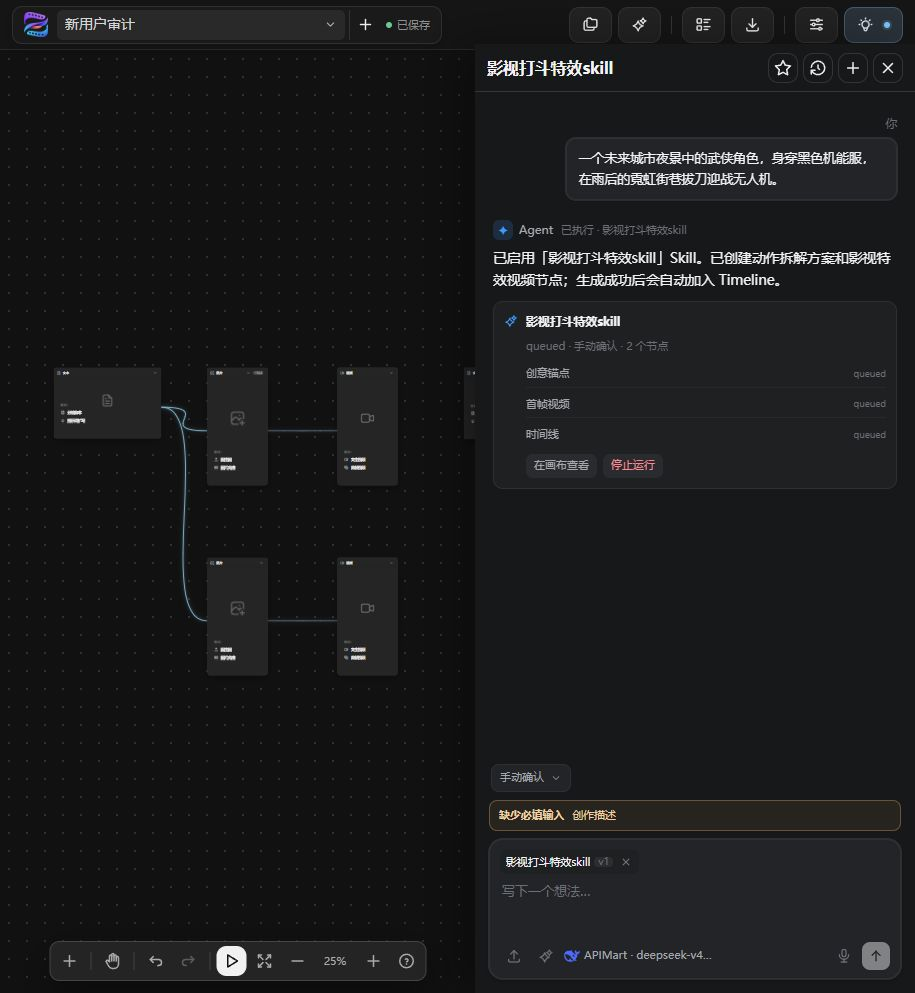 新用户审计
已保存
影视打斗特效skill
你
一个未来城市夜景中的武侠角色，身穿黑色机能服，
在雨后的霓虹街巷拔刀迎战无人机。
Agent 已执行 · 影视打斗特效skill
已启用「影视打斗特效skill」Skill。已创建动作拆解方案和影视特
效视频节点；生成成功后会自动加入 Timeline。
影视打斗特效skill
queued · 手动确认 · 2 个节点
创意锚点 queued
首帧视频 queued
时间线 queued
在画布查看 停止运行
手动确认
缺少必填输入 创作描述
影视打斗特效skill v1
写下一个想法...
APIMart · deepseek-v4...
25%